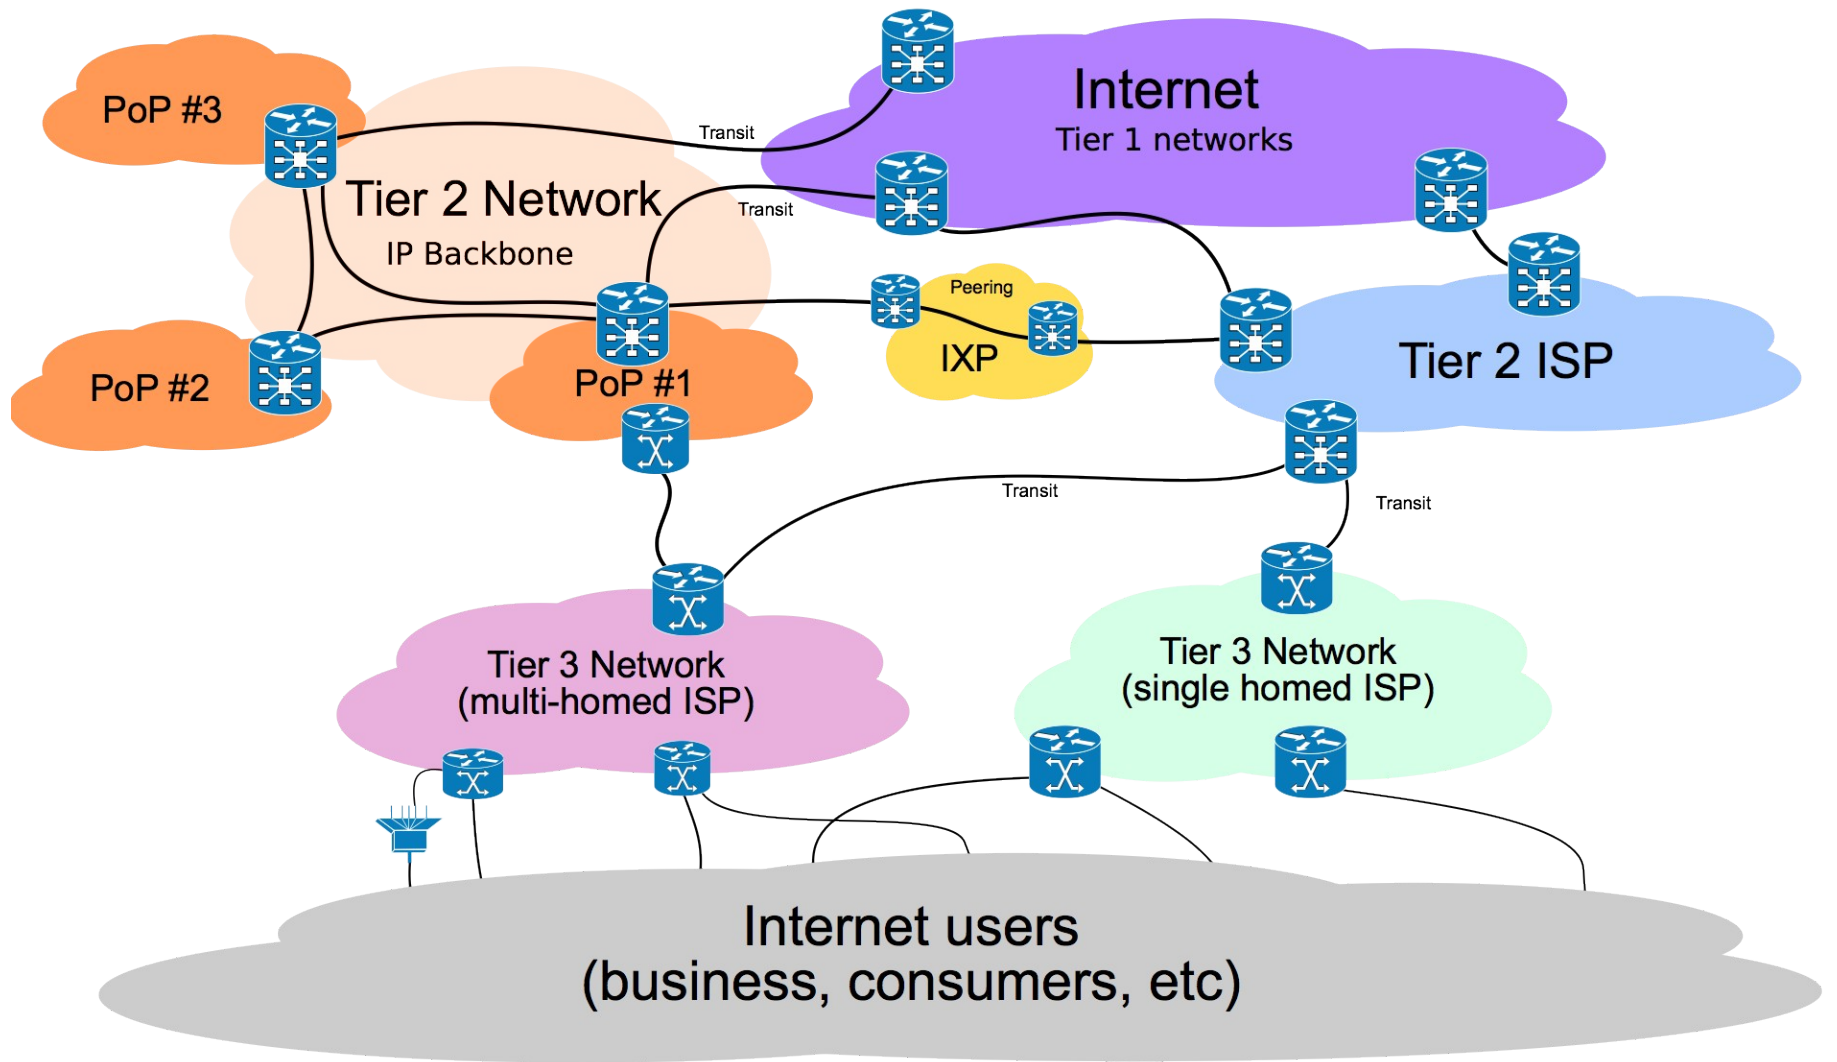 PoP #3
Internet
Tier 1 networks
Transit
Tier 2 Network
IP Backbone
Transit
Peering
IXP
Tier 2 ISP
PoP #2
PoP #1
Transit
Transit
Tier 3 Network
(multi-homed ISP)
Tier 3 Network
(single homed ISP)
Internet users
(business, consumers, etc)